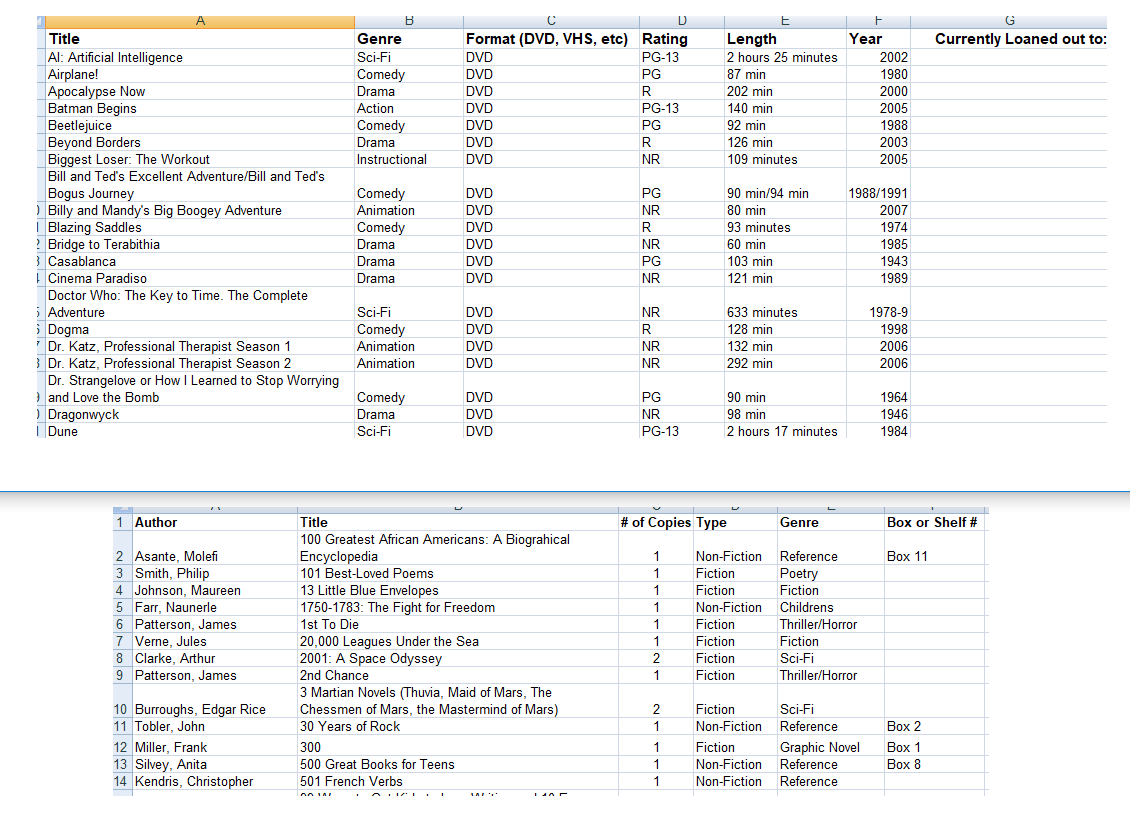 A B C D E F G
Title Genre Format (DVD, VHS, etc) Rating Length Year Currently Loaned out to:
AI: Artificial Intelligence Sci-Fi DVD PG-13 2 hours 25 minutes 2002
Airplane! Comedy DVD PG 87 min 1980
Apocalypse Now Drama DVD R 202 min 2000
Batman Begins Action DVD PG-13 140 min 2005
Beetlejuice Comedy DVD PG 92 min 1988
Beyond Borders Drama DVD R 126 min 2003
Biggest Loser: The Workout Instructional DVD NR 109 minutes 2005
Bill and Ted's Excellent Adventure/Bill and Ted's
Bogus Journey Comedy DVD PG 90 min/94 min 1988/1991
Billy and Mandy's Big Boogey Adventure Animation DVD NR 80 min 2007
Blazing Saddles Comedy DVD R 93 minutes 1974
Bridge to Terabithia Drama DVD NR 60 min 1985
Casablanca Drama DVD PG 103 min 1943
Cinema Paradiso Drama DVD NR 121 min 1989
Doctor Who: The Key to Time. The Complete
Adventure Sci-Fi DVD NR 633 minutes 1978-9
Dogma Comedy DVD R 128 min 1998
Dr. Katz, Professional Therapist Season 1 Animation DVD NR 132 min 2006
Dr. Katz, Professional Therapist Season 2 Animation DVD NR 292 min 2006
Dr. Strangelove or How I Learned to Stop Worrying
and Love the Bomb Comedy DVD PG 90 min 1964
Dragonwyck Drama DVD NR 98 min 1946
Dune Sci-Fi DVD PG-13 2 hours 17 minutes 1984
1 Author Title # of Copies Type Genre Box or Shelf #
100 Greatest African Americans: A Biograhical
2 Asante, Molefi Encyclopedia 1 Non-Fiction Reference Box 11
3 Smith, Philip 101 Best-Loved Poems 1 Fiction Poetry
4 Johnson, Maureen 13 Little Blue Envelopes 1 Fiction Fiction
5 Farr, Naunerle 1750-1783: The Fight for Freedom 1 Non-Fiction Childrens
6 Patterson, James 1st To Die 1 Fiction Thriller/Horror
7 Verne, Jules 20,000 Leagues Under the Sea 1 Fiction Fiction
8 Clarke, Arthur 2001: A Space Odyssey 2 Fiction Sci-Fi
9 Patterson, James 2nd Chance 1 Fiction Thriller/Horror
3 Martian Novels (Thuvia, Maid of Mars, The
10 Burroughs, Edgar Rice Chessmen of Mars, the Mastermind of Mars) 2 Fiction Sci-Fi
11 Tobler, John 30 Years of Rock 1 Non-Fiction Reference Box 2
12 Miller, Frank 300 1 Fiction Graphic Novel Box 1
13 Silvey, Anita 500 Great Books for Teens 1 Non-Fiction Reference Box 8
14 Kendris, Christopher 501 French Verbs 1 Non-Fiction Reference